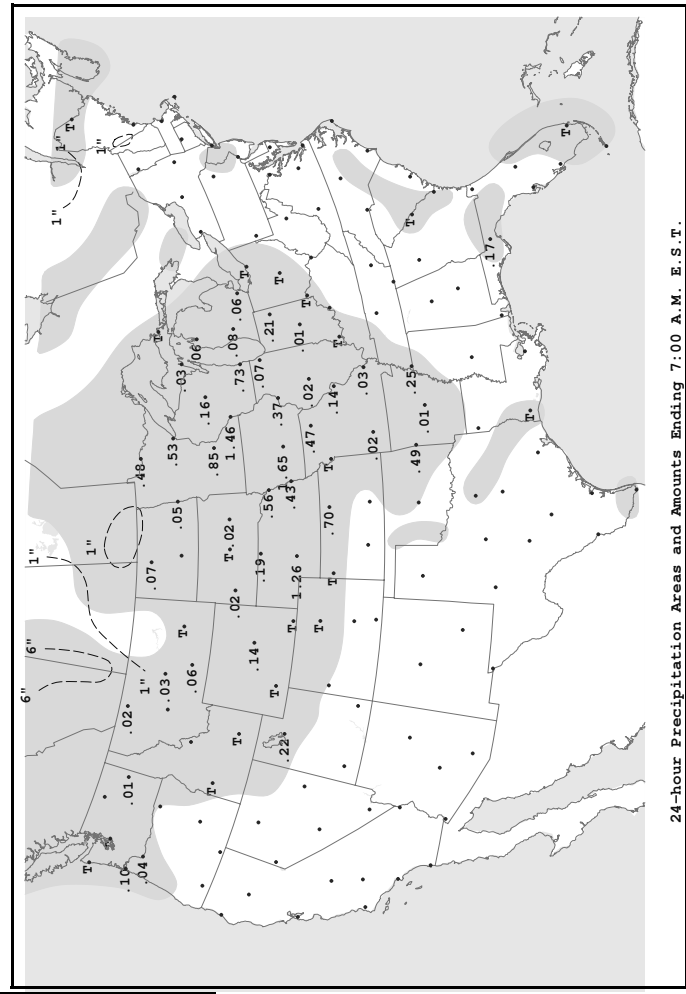 6"
6"
1"
1"
1"
T
T
1"
1"
.10
.02
.01
.48
.04
1"
.07
T
.03
.53
.05
.03
T
.06
.06
.16
T
.85
T .02
1.46
.08
.02
.06
T
.73
T
.14
.07
.19
.56
.21
T
.37
T
.22
1.65
.43
T
1.26
.01
T
.02
.47
T
.70
T
T
.14
T
.03
.02
T
.25
.49
.01
.17
T
T
24-hour Precipitation Areas and Amounts Ending 7:00 A.M. E.S.T.